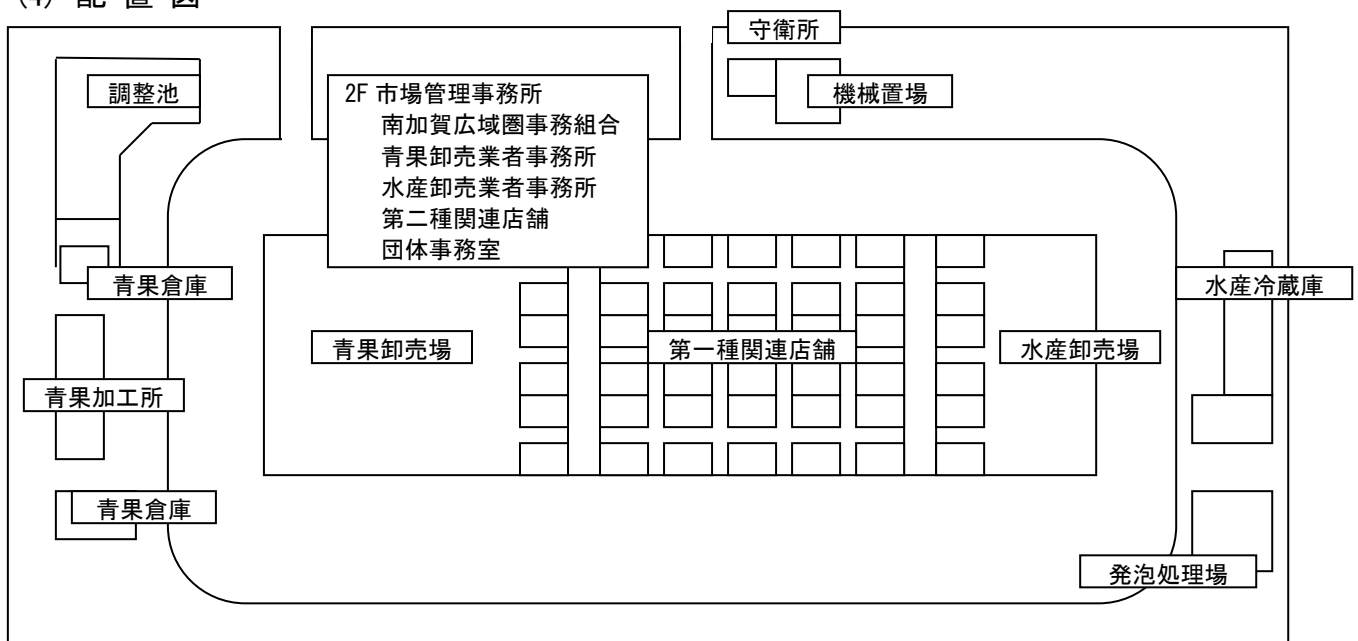 (4) 配 置 図
守衛所
調整池
機械置場
2F 市場管理事務所
南加賀広域圏事務組合
青果卸売業者事務所
水産卸売業者事務所
第二種関連店舗
団体事務室
青果倉庫
水産冷蔵庫
青果卸売場
第一種関連店舗
水産卸売場
青果加工所
青果倉庫
発泡処理場